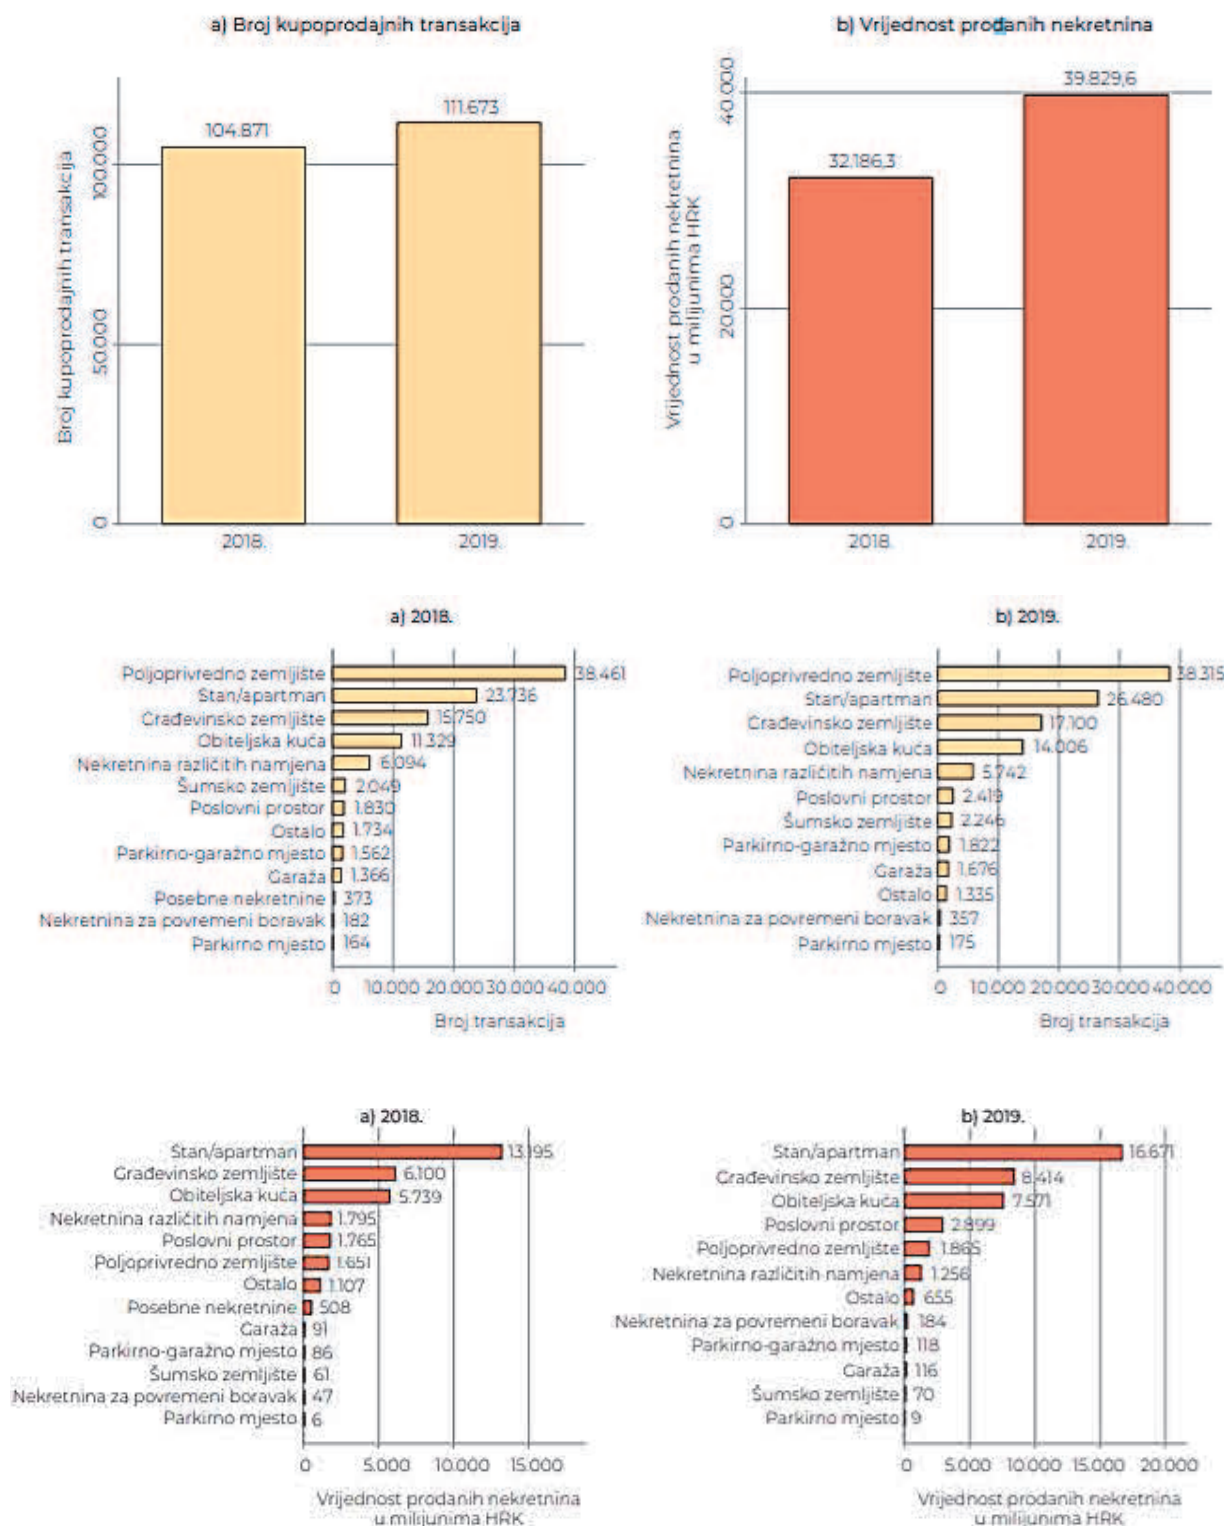 a) Broj kupoprodajnih transakcija
Broj kupoprodajnih transakcija
100.000
50.000
0
104.871
111.673
2018.
2019.
b) Vrijednost prodanih nekretnina
Vrijednost prodanih nekretnina
u milijunima HRK
40.000
20.000
0
32.186,3
39.829,6
2018.
2019.
a) 2018.
Poljoprivredno zemljište 38.461
Stan/apartman 23.736
Građevinsko zemljište 15.750
Obiteljska kuća 11.329
Nekretnina različitih namjena 6.094
Šumsko zemljište 2.049
Poslovni prostor 1.830
Ostalo 1.734
Parkirno-garažno mjesto 1.562
Garaža 1.366
Posebne nekretnine 373
Nekretnina za povremeni boravak 182
Parkirno mjesto 164
0 10.000 20.000 30.000 40.000
Broj transakcija
b) 2019.
Poljoprivredno zemljište 38.315
Stan/apartman 26.480
Građevinsko zemljište 17.100
Obiteljska kuća 14.006
Nekretnina različitih namjena 5.742
Poslovni prostor 2.419
Šumsko zemljište 2.246
Parkirno-garažno mjesto 1.822
Garaža 1.676
Ostalo 1.335
Nekretnina za povremeni boravak 357
Parkirno mjesto 175
0 10.000 20.000 30.000 40.000
Broj transakcija
a) 2018.
Stan/apartman 13.195
Građevinsko zemljište 6.100
Obiteljska kuća 5.739
Nekretnina različitih namjena 1.795
Poslovni prostor 1.765
Poljoprivredno zemljište 1.651
Ostalo 1.107
Posebne nekretnine 508
Garaža 91
Parkirno-garažno mjesto 86
Šumsko zemljište 61
Nekretnina za povremeni boravak 47
Parkirno mjesto 6
0 5.000 10.000 15.000
Vrijednost prodanih nekretnina
u milijunima HRK
b) 2019.
Stan/apartman 16.671
Građevinsko zemljište 8.414
Obiteljska kuća 7.571
Poslovni prostor 2.899
Poljoprivredno zemljište 1.865
Nekretnina različitih namjena 1.256
Ostalo 655
Nekretnina za povremeni boravak 184
Parkirno-garažno mjesto 118
Garaža 116
Šumsko zemljište 70
Parkirno mjesto 9
0 5.000 10.000 15.000 20.000
Vrijednost prodanih nekretnina
u milijunima HRK